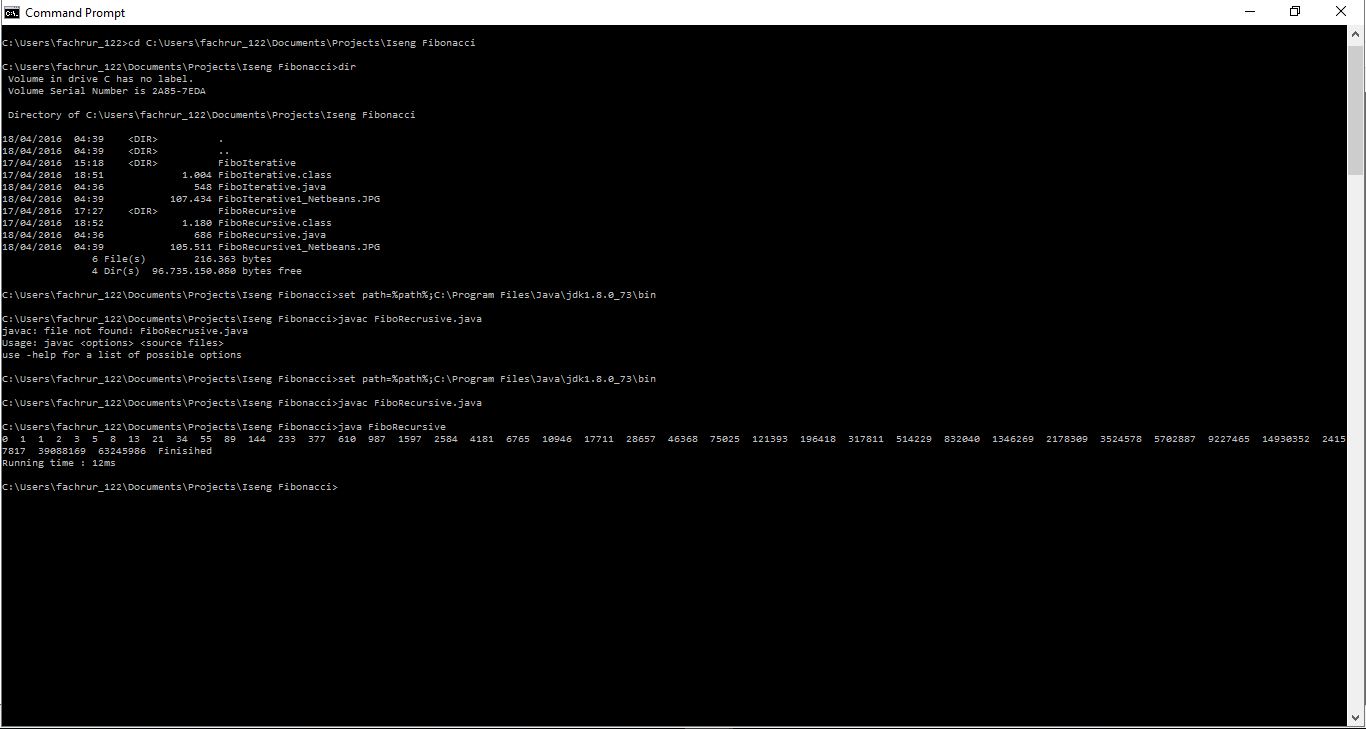 Command Prompt
C:\Users\fachrur_122>cd C:\Users\fachrur_122\Documents\Projects\Iseng Fibonacci
C:\Users\fachrur_122\Documents\Projects\Iseng Fibonacci>dir
Volume in drive C has no label.
Volume Serial Number is 2A85-7EDA
Directory of C:\Users\fachrur_122\Documents\Projects\Iseng Fibonacci
18/04/2016  04:39    <DIR>          .
18/04/2016  04:39    <DIR>          ..
17/04/2016  15:18    <DIR>          FiboIterative
17/04/2016  18:51             1.004 FiboIterative.class
18/04/2016  04:36               548 FiboIterative.java
18/04/2016  04:39           107.434 FiboIterative1_Netbeans.JPG
17/04/2016  17:27    <DIR>          FiboRecursive
17/04/2016  18:52             1.180 FiboRecursive.class
18/04/2016  04:36               686 FiboRecursive.java
18/04/2016  04:39           105.511 FiboRecursive1_Netbeans.JPG
6 File(s)        216.363 bytes
4 Dir(s)  96.735.150.080 bytes free
C:\Users\fachrur_122\Documents\Projects\Iseng Fibonacci>set path=%path%;C:\Program Files\Java\jdk1.8.0_73\bin
C:\Users\fachrur_122\Documents\Projects\Iseng Fibonacci>javac FiboRecrusive.java
javac: file not found: FiboRecrusive.java
Usage: javac <options> <source files>
use -help for a list of possible options
C:\Users\fachrur_122\Documents\Projects\Iseng Fibonacci>set path=%path%;C:\Program Files\Java\jdk1.8.0_73\bin
C:\Users\fachrur_122\Documents\Projects\Iseng Fibonacci>javac FiboRecursive.java
C:\Users\fachrur_122\Documents\Projects\Iseng Fibonacci>java FiboRecursive
0  1  1  2  3  5  8  13  21  34  55  89  144  233  377  610  987  1597  2584  4181  6765  10946  17711  28657  46368  75025  121393  196418  317811  514229  832040  1346269  2178309  3524578  5702887  9227465  14930352  2415
7817  39088169  63245986  Finisihed
Running time : 12ms
C:\Users\fachrur_122\Documents\Projects\Iseng Fibonacci>